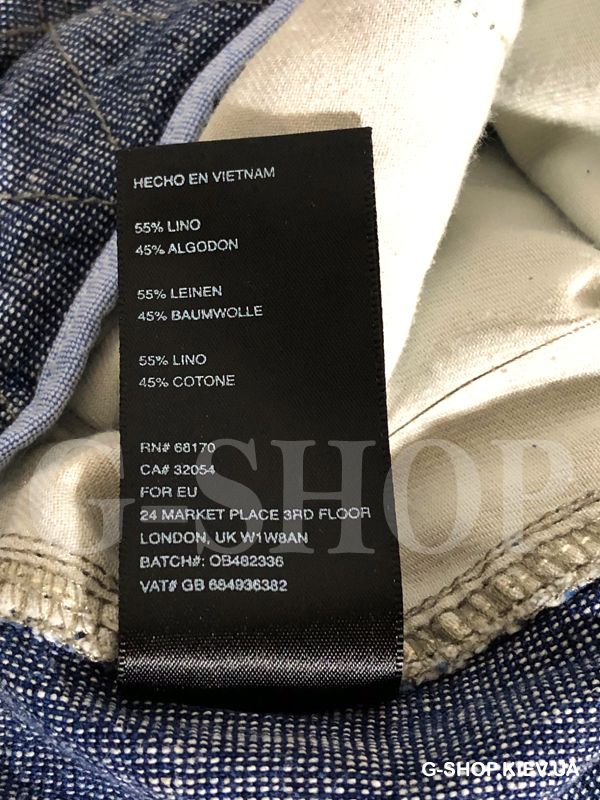 HECHO EN VIETNAM
55% LINO
45% ALGODON
55% LEINEN
45% BAUMWOLLE
55% LINO
45% COTONE
RN# 68170
CA# 32054
FOR EU
24 MARKET PLACE 3RD FLOOR
LONDON, UK W1W8AN
BATCH#: OB482336
VAT# GB 684936382
G-SHOP
G-SHOP.KIEV.UA